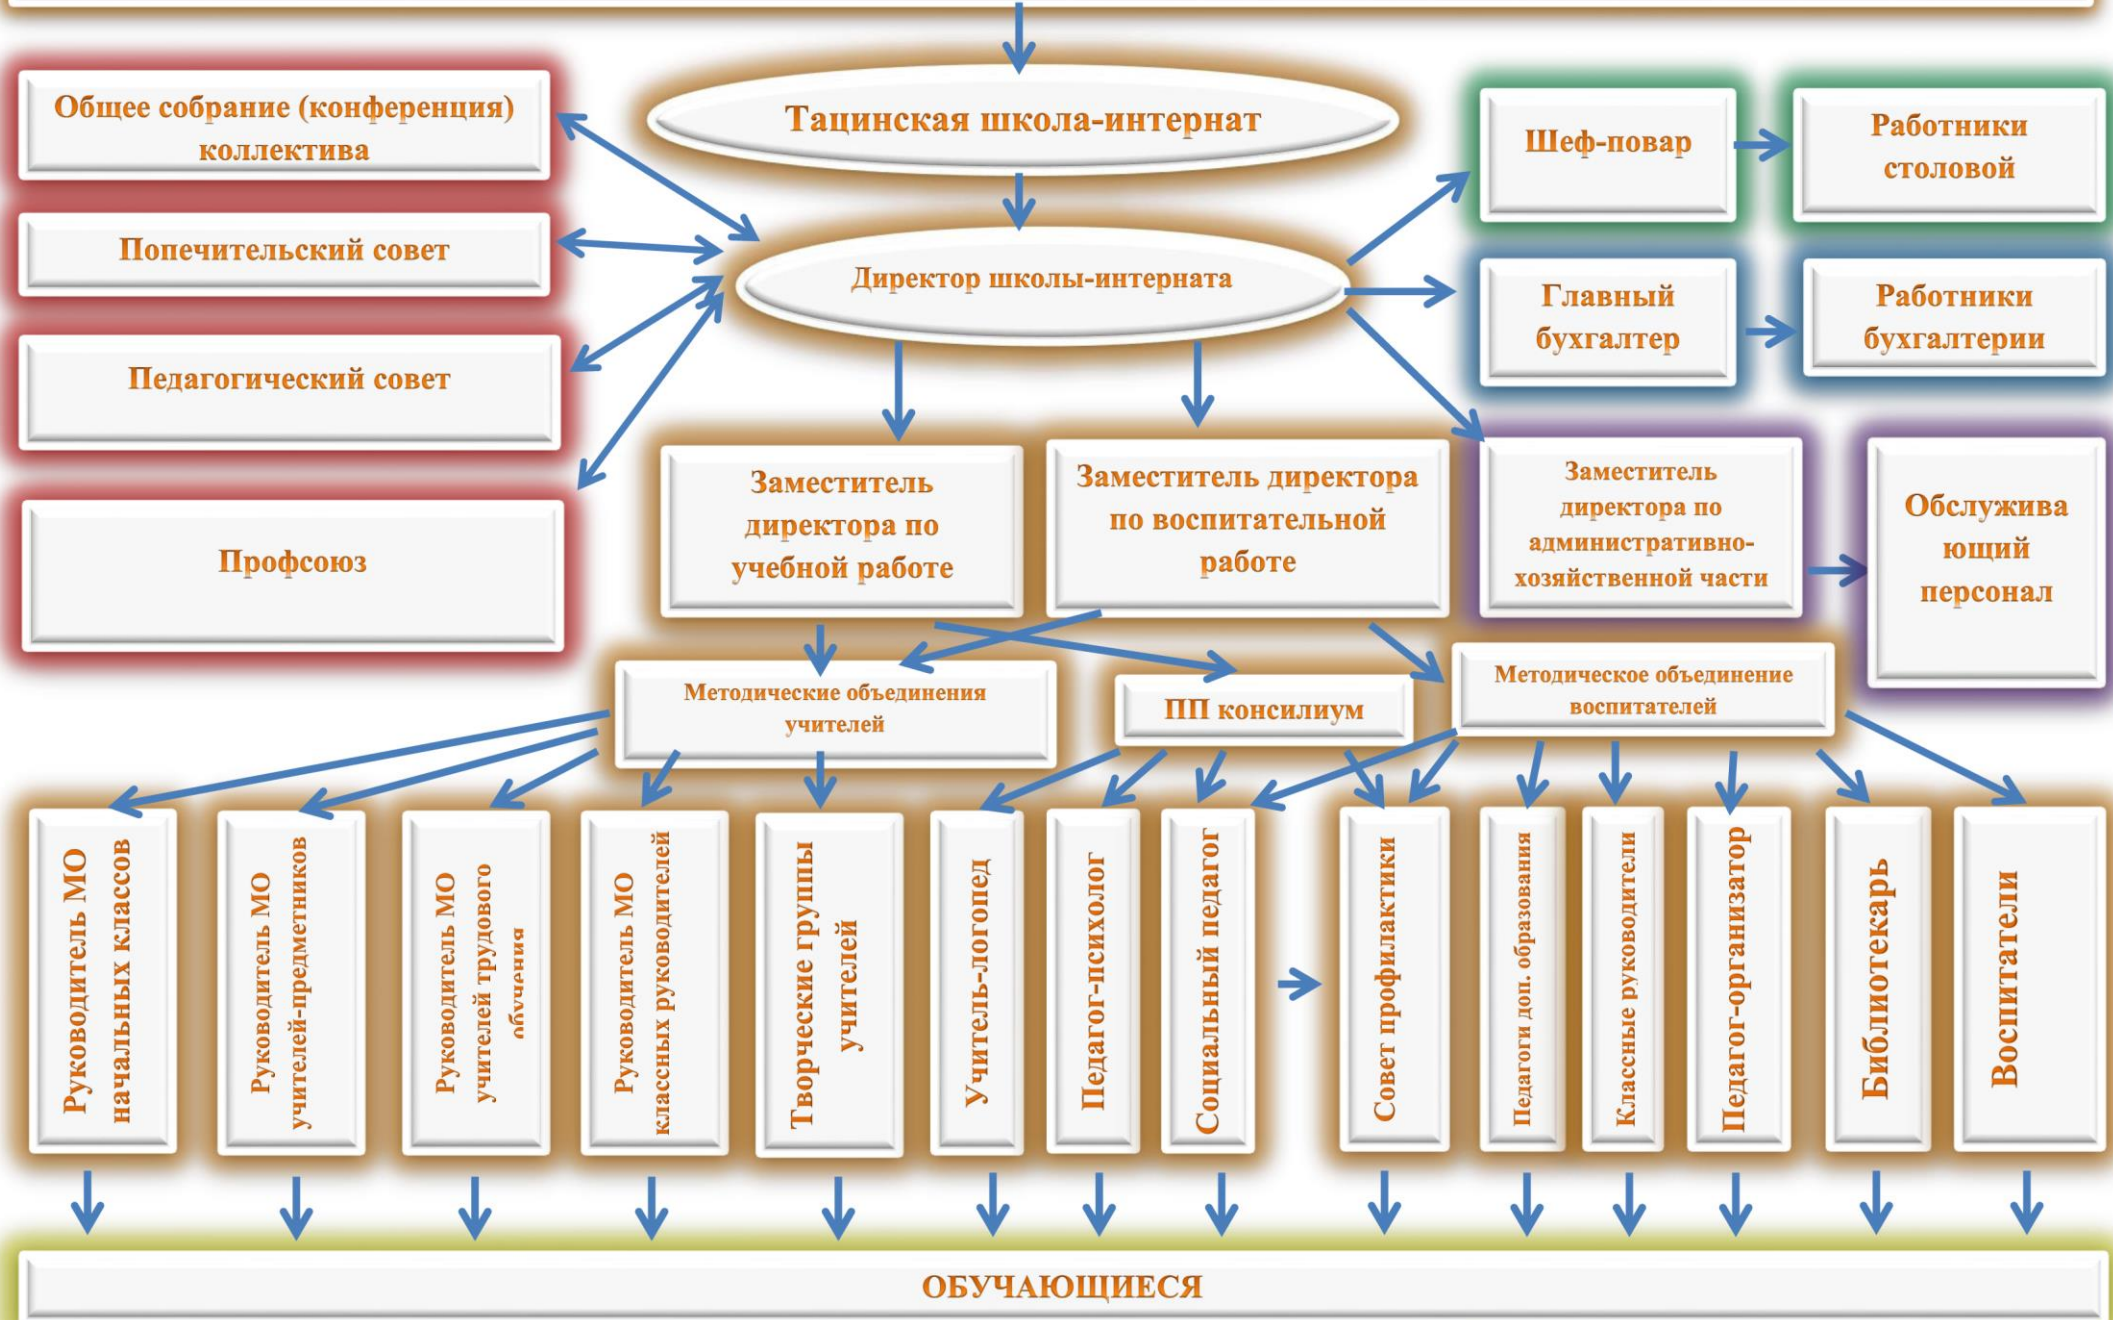 Тацинская школа-интернат
Общее собрание (конференция)
коллектива
Попечительский совет
Педагогический совет
Профсоюз
Директор школы-интерната
Шеф-повар
Работники
столовой
Главный
бухгалтер
Работники
бухгалтерии
Заместитель
директора по
учебной работе
Заместитель директора
по воспитательной
работе
Заместитель
директора по
административно-
хозяйственной части
Обслужива
ющий
персонал
Методические объединения
учителей
ПП консилиум
Методическое объединение
воспитателей
Руководитель МО
начальных классов
Руководитель МО
учителей-предметников
Руководитель МО
учителей трудового
обучения
Руководитель МО
классных руководителей
Творческие группы
учителей
Учитель-логопед
Педагог-психолог
Социальный педагог
Совет профилактики
Педагоги доп. образования
Классные руководители
Педагог-организатор
Библиотекарь
Воспитатели
ОБУЧАЮЩИЕСЯ